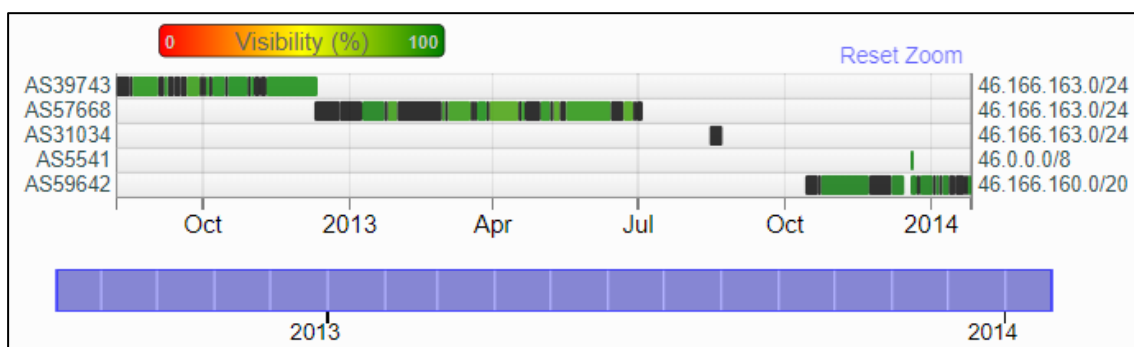 0 Visibility (%) 100
Reset Zoom
AS39743 46.166.163.0/24
AS57668 46.166.163.0/24
AS31034 46.166.163.0/24
AS5541 46.0.0.0/8
AS59642 46.166.160.0/20
Oct 2013 Apr Jul Oct 2014
2013 2014